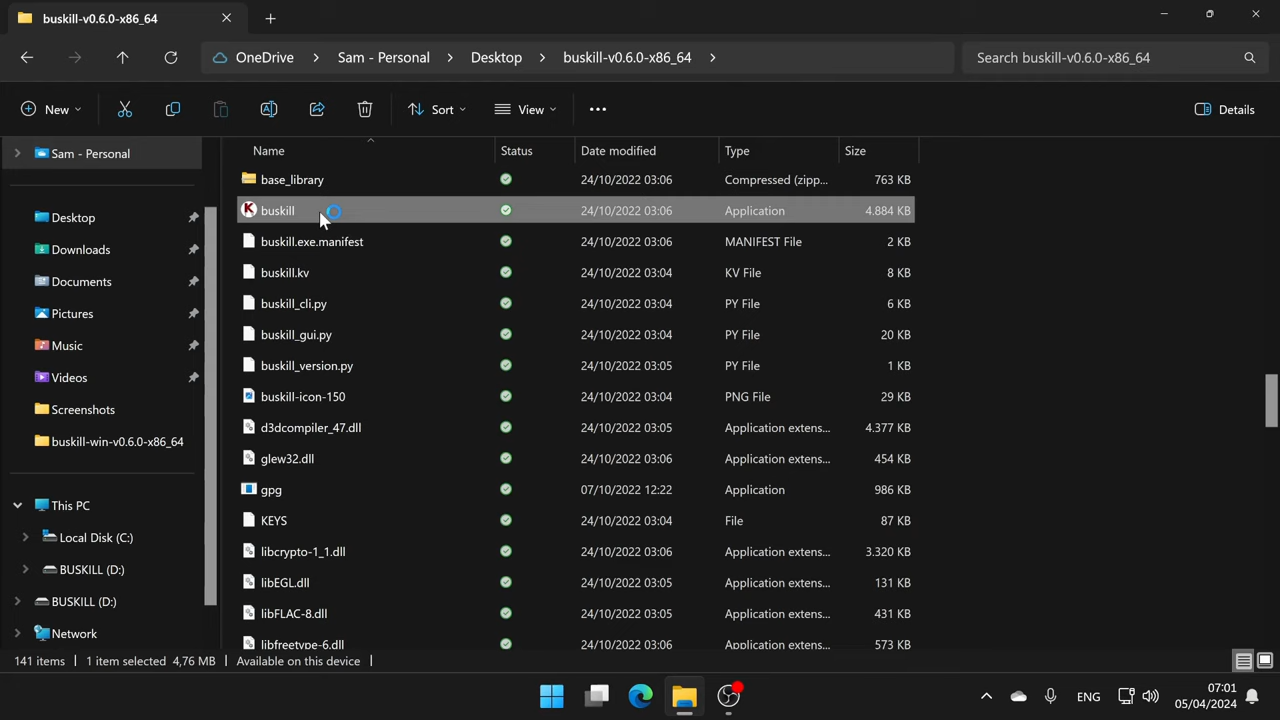 buskill-v0.6.0-x86_64
OneDrive Sam - Personal Desktop buskill-v0.6.0-x86_64
Search buskill-v0.6.0-x86_64
New Sort View Details
Sam - Personal
Desktop
Downloads
Documents
Pictures
Music
Videos
Screenshots
buskill-win-v0.6.0-x86_64
This PC
Local Disk (C:)
BUSKILL (D:)
BUSKILL (D:)
Network
Name Status Date modified Type Size
base_library 24/10/2022 03:06 Compressed (zipp... 763 KB
buskill 24/10/2022 03:06 Application 4.884 KB
buskill.exe.manifest 24/10/2022 03:06 MANIFEST File 2 KB
buskill.kv 24/10/2022 03:04 KV File 8 KB
buskill_cli.py 24/10/2022 03:04 PY File 6 KB
buskill_gui.py 24/10/2022 03:04 PY File 20 KB
buskill_version.py 24/10/2022 03:05 PY File 1 KB
buskill-icon-150 24/10/2022 03:04 PNG File 29 KB
d3dcompiler_47.dll 24/10/2022 03:05 Application extens... 4.377 KB
glew32.dll 24/10/2022 03:06 Application extens... 454 KB
gpg 07/10/2022 12:22 Application 986 KB
KEYS 24/10/2022 03:04 File 87 KB
libcrypto-1_1.dll 24/10/2022 03:06 Application extens... 3.320 KB
libEGL.dll 24/10/2022 03:05 Application extens... 131 KB
libFLAC-8.dll 24/10/2022 03:05 Application extens... 431 KB
libfreetype-6.dll 24/10/2022 03:05 Application extens... 573 KB
141 items 1 item selected 4,76 MB Available on this device
ENG 07:01
05/04/2024